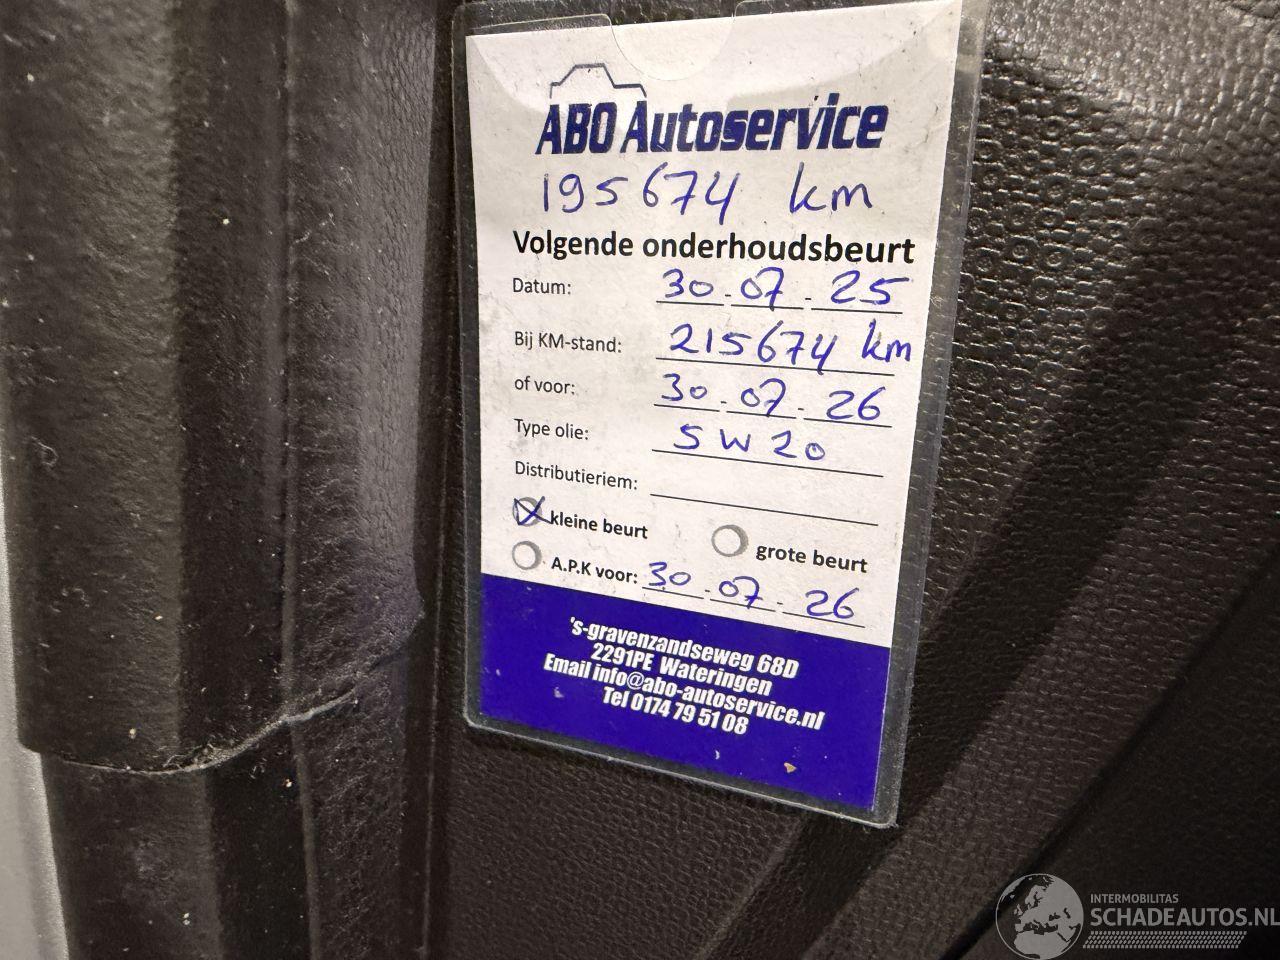 ABO Autoservice
195674 km
Volgende onderhoudsbeurt
Datum: 30.07.25
Bij KM-stand: 215674 km
of voor: 30.07.26
Type olie: 5W20
Distributieriem:
kleine beurt grote beurt
A.P.K voor: 30.07.26
's-gravenzandseweg 68D
2291PE Wateringen
Email info@abo-autoservice.nl
Tel 0174 79 51 08
INTERMOBILITAS
SCHADEAUTOS.NL